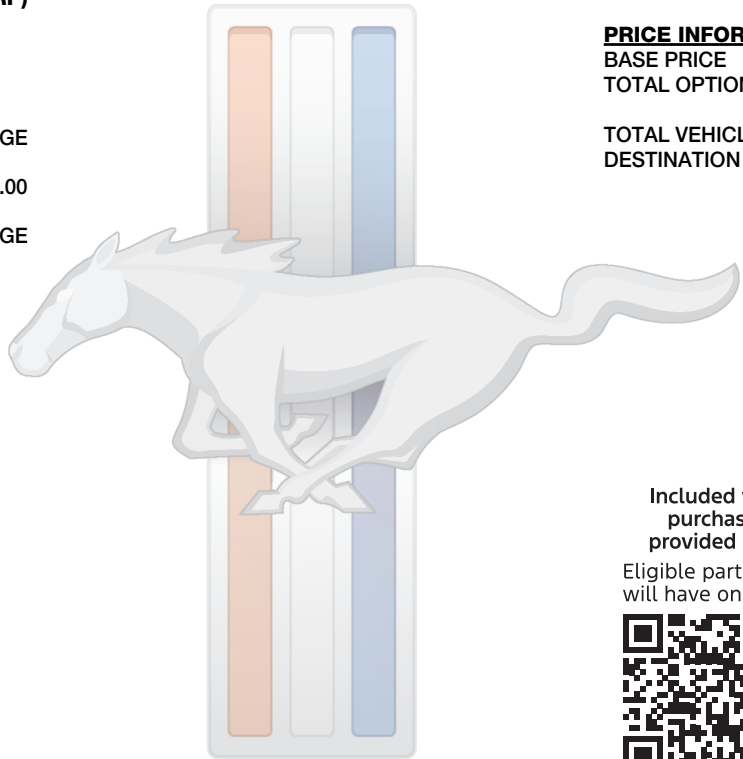 GE
.00
GE
PRICE INFOR
BASE PRICE
TOTAL OPTION
TOTAL VEHICL
DESTINATION
Included
purchas
provided
Eligible part
will have on